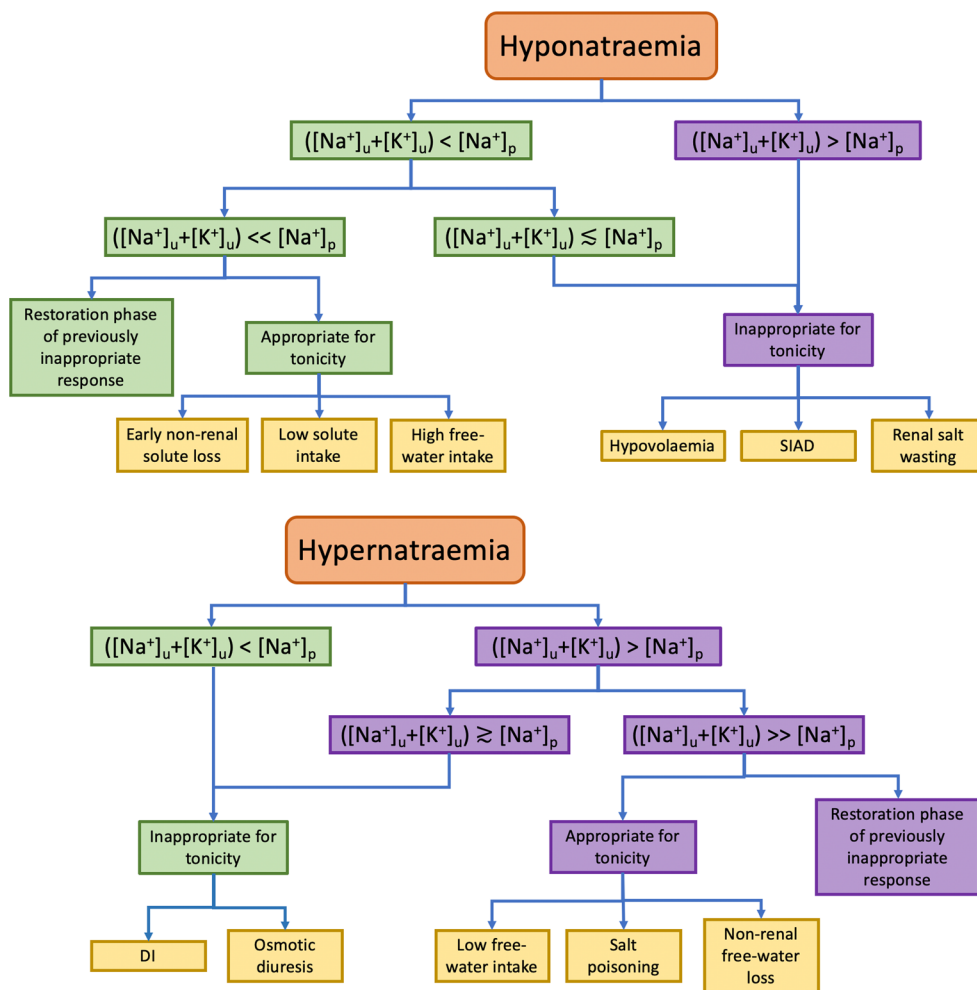 Hyponatraemia
([Na⁺]ᵤ+[K⁺]ᵤ) < [Na⁺]ₚ
([Na⁺]ᵤ+[K⁺]ᵤ) > [Na⁺]ₚ
([Na⁺]ᵤ+[K⁺]ᵤ) << [Na⁺]ₚ
([Na⁺]ᵤ+[K⁺]ᵤ) ≲ [Na⁺]ₚ
Restoration phase
of previously
inappropriate
response
Appropriate for
tonicity
Inappropriate for
tonicity
Early non-renal
solute loss
Low solute
intake
High free-
water intake
Hypovolaemia
SIAD
Renal salt
wasting
Hypernatraemia
([Na⁺]ᵤ+[K⁺]ᵤ) < [Na⁺]ₚ
([Na⁺]ᵤ+[K⁺]ᵤ) > [Na⁺]ₚ
([Na⁺]ᵤ+[K⁺]ᵤ) ≳ [Na⁺]ₚ
([Na⁺]ᵤ+[K⁺]ᵤ) >> [Na⁺]ₚ
Inappropriate for
tonicity
Appropriate for
tonicity
Restoration phase
of previously
inappropriate
response
DI
Osmotic
diuresis
Low free-
water intake
Salt
poisoning
Non-renal
free-water
loss